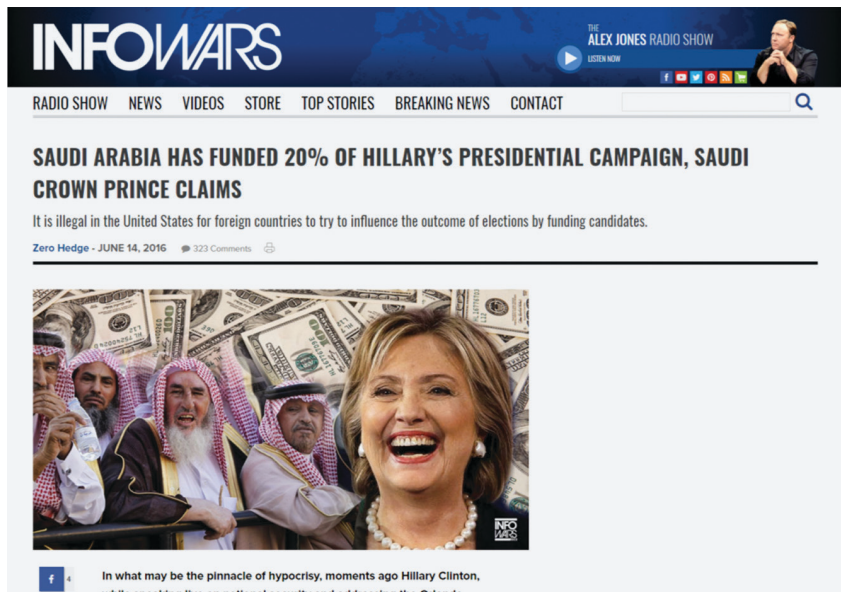 INFOWARS
THE
ALEX JONES RADIO SHOW
LISTEN NOW
RADIO SHOW NEWS VIDEOS STORE TOP STORIES BREAKING NEWS CONTACT
SAUDI ARABIA HAS FUNDED 20% OF HILLARY'S PRESIDENTIAL CAMPAIGN, SAUDI
CROWN PRINCE CLAIMS
It is illegal in the United States for foreign countries to try to influence the outcome of elections by funding candidates.
Zero Hedge - JUNE 14, 2016 323 Comments
100
100
INFO
WARS
4
In what may be the pinnacle of hypocrisy, moments ago Hillary Clinton,